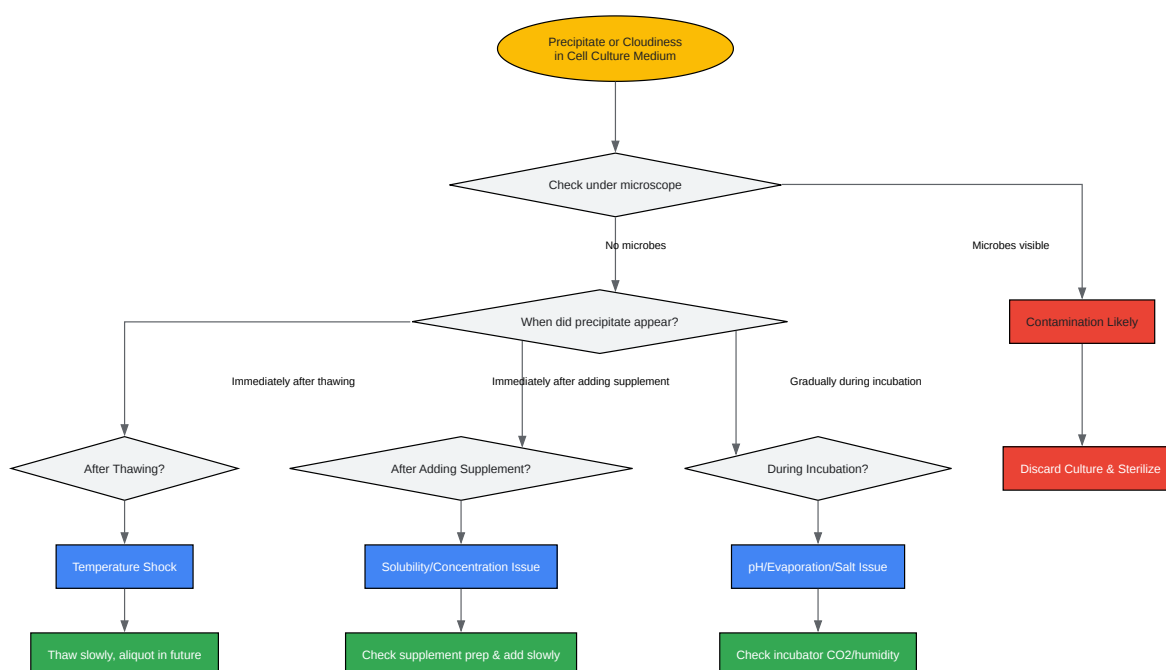 Precipitate or Cloudiness
in Cell Culture Medium
Check under microscope
No microbes
Microbes visible
Contamination Likely
When did precipitate appear?
Immediately after thawing
Immediately after adding supplement
Gradually during incubation
After Thawing?
After Adding Supplement?
During Incubation?
Discard Culture & Sterilize
Temperature Shock
Solubility/Concentration Issue
pH/Evaporation/Salt Issue
Thaw slowly, aliquot in future
Check supplement prep & add slowly
Check incubator CO2/humidity